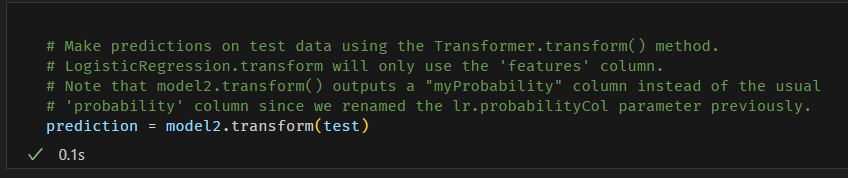 # Make predictions on test data using the Transformer.transform() method.
# LogisticRegression.transform will only use the 'features' column.
# Note that model2.transform() outputs a "myProbability" column instead of the usual
# 'probability' column since we renamed the lr.probabilityCol parameter previously.
prediction = model2.transform(test)
0.1s